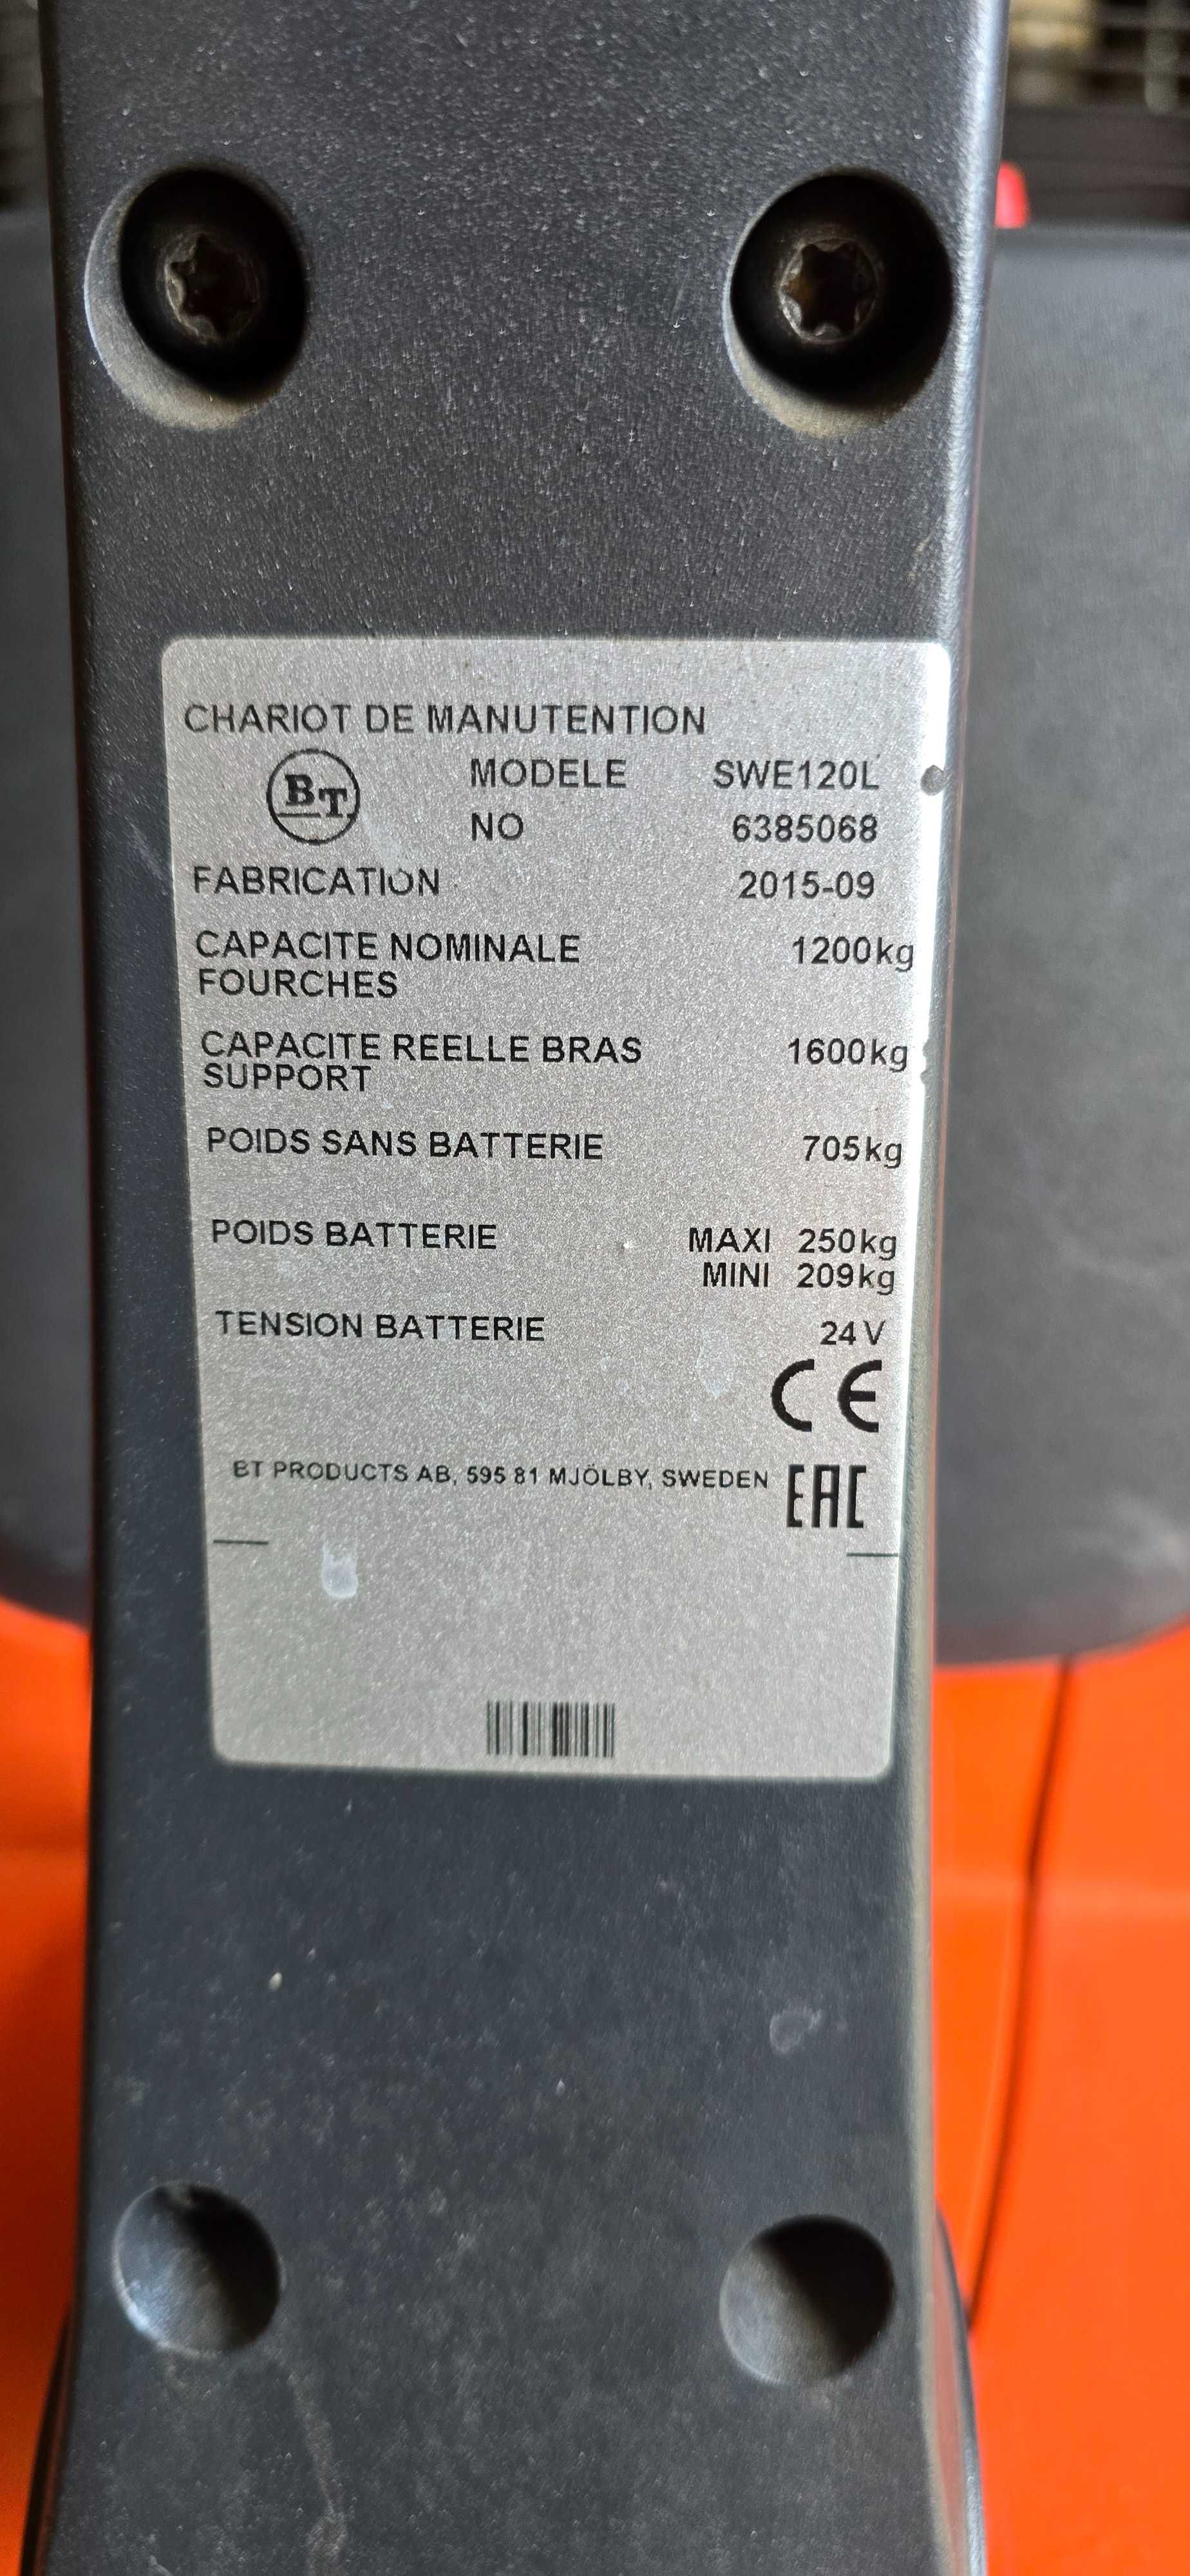 CHARIOT DE MANUTENTION
BT
MODELE SWE120L
NO 6385068
FABRICATION 2015-09
CAPACITE NOMINALE 1200kg
FOURCHES
CAPACITE REELLE BRAS 1600kg
SUPPORT
POIDS SANS BATTERIE 705kg
POIDS BATTERIE MAXI 250kg
MINI 209kg
TENSION BATTERIE 24V
CE
BT PRODUCTS AB, 595 81 MJÖLBY, SWEDEN EAC